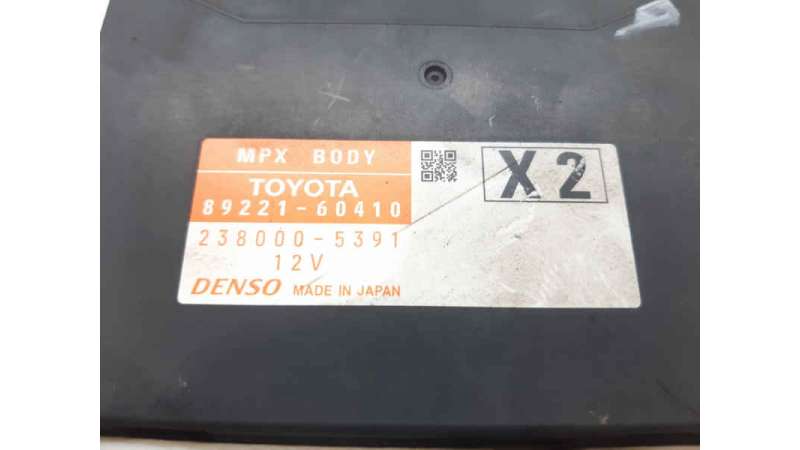 MPX BODY
TOYOTA
89221-60410
X2
238000-5391
12V
DENSO MADE IN JAPAN